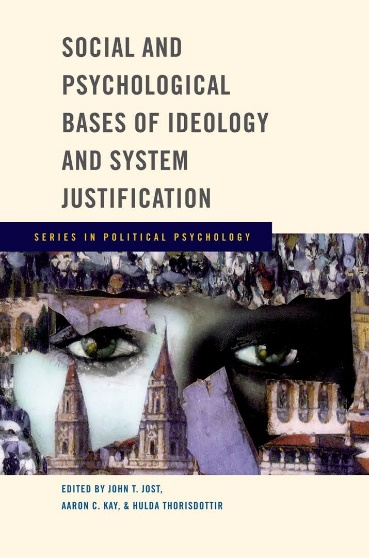 SOCIAL AND
PSYCHOLOGICAL
BASES OF IDEOLOGY
AND SYSTEM
JUSTIFICATION
SERIES IN POLITICAL PSYCHOLOGY
EDITED BY JOHN T. JOST,
AARON C. KAY, & HULDA THORISDOTTIR